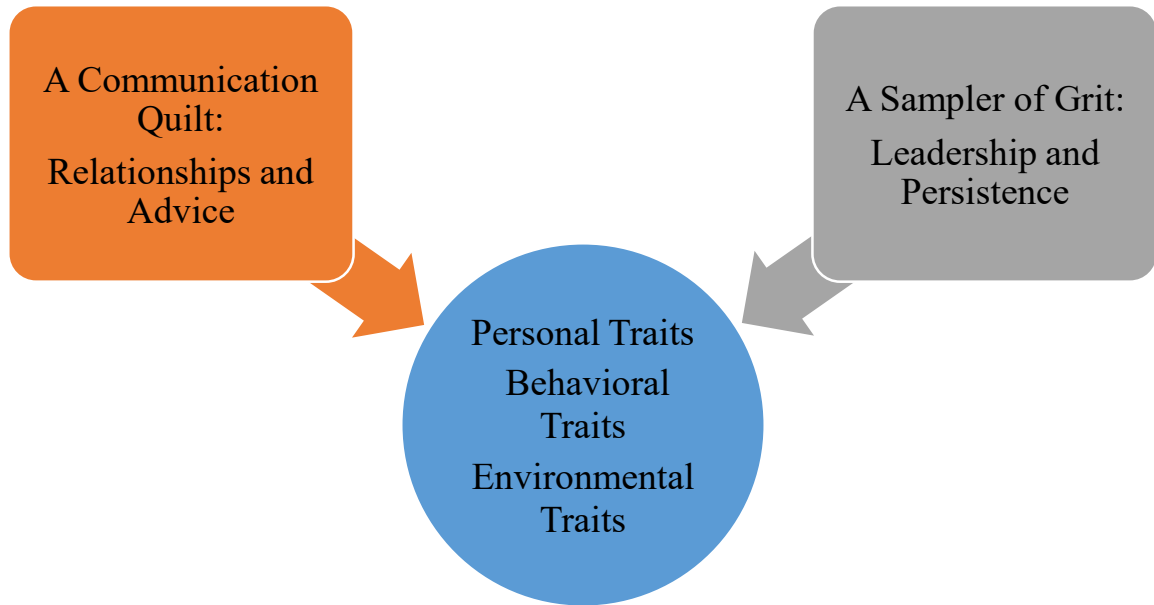 A Communication
Quilt:
Relationships and
Advice
A Sampler of Grit:
Leadership and
Persistence
Personal Traits
Behavioral
Traits
Environmental
Traits